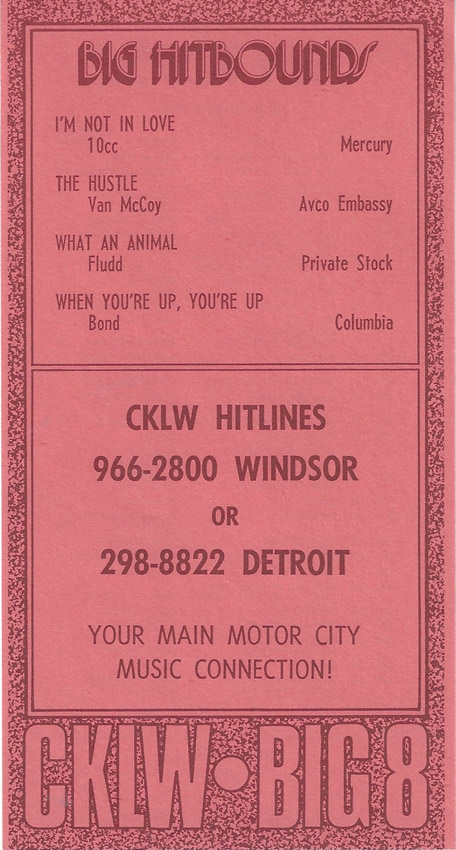 BIG HITBOUNDS
I'M NOT IN LOVE
10cc Mercury
THE HUSTLE
Van McCoy Avco Embassy
WHAT AN ANIMAL
Fludd Private Stock
WHEN YOU'RE UP, YOU'RE UP
Bond Columbia
CKLW HITLINES
966-2800 WINDSOR
OR
298-8822 DETROIT
YOUR MAIN MOTOR CITY
MUSIC CONNECTION!
CKLW•BIG8